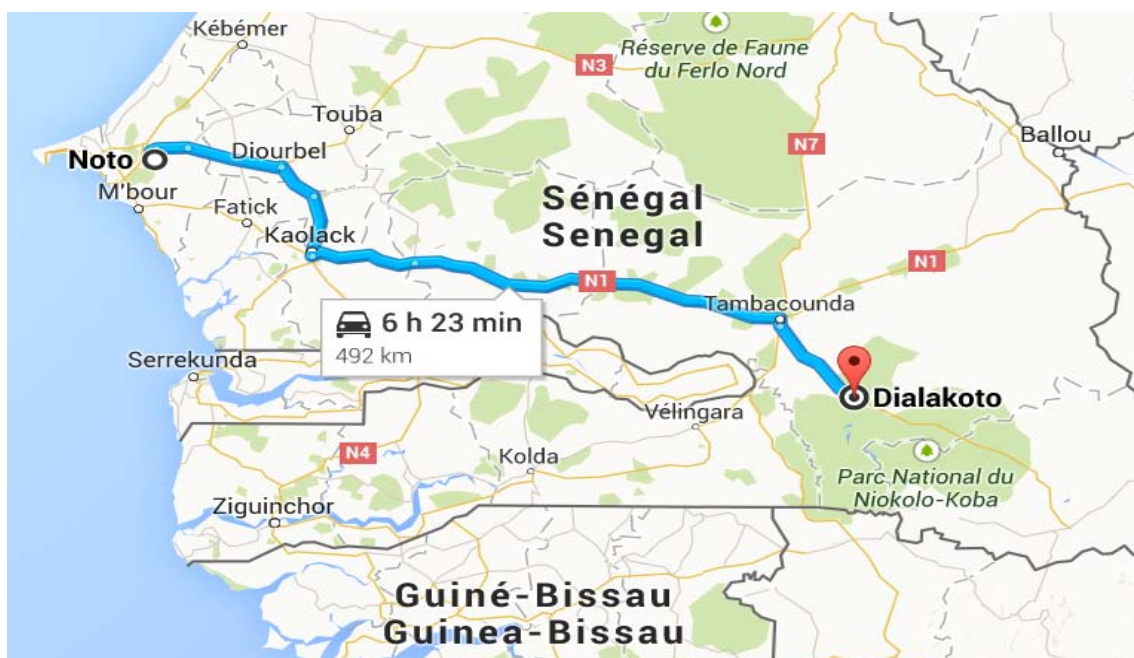 Kébémer
Réserve de Faune
du Ferlo Nord
N3
Touba
N7
Ballou
Noto
Diourbel
M'bour
Fatick
Sénégal
Senegal
Kaolack
N1
N1
Tambacounda
6 h 23 min
492 km
Serrekunda
Dialakoto
Vélingara
N4
Kolda
Parc National du
Niokolo-Koba
Ziguinchor
Guiné-Bissau
Guinea-Bissau